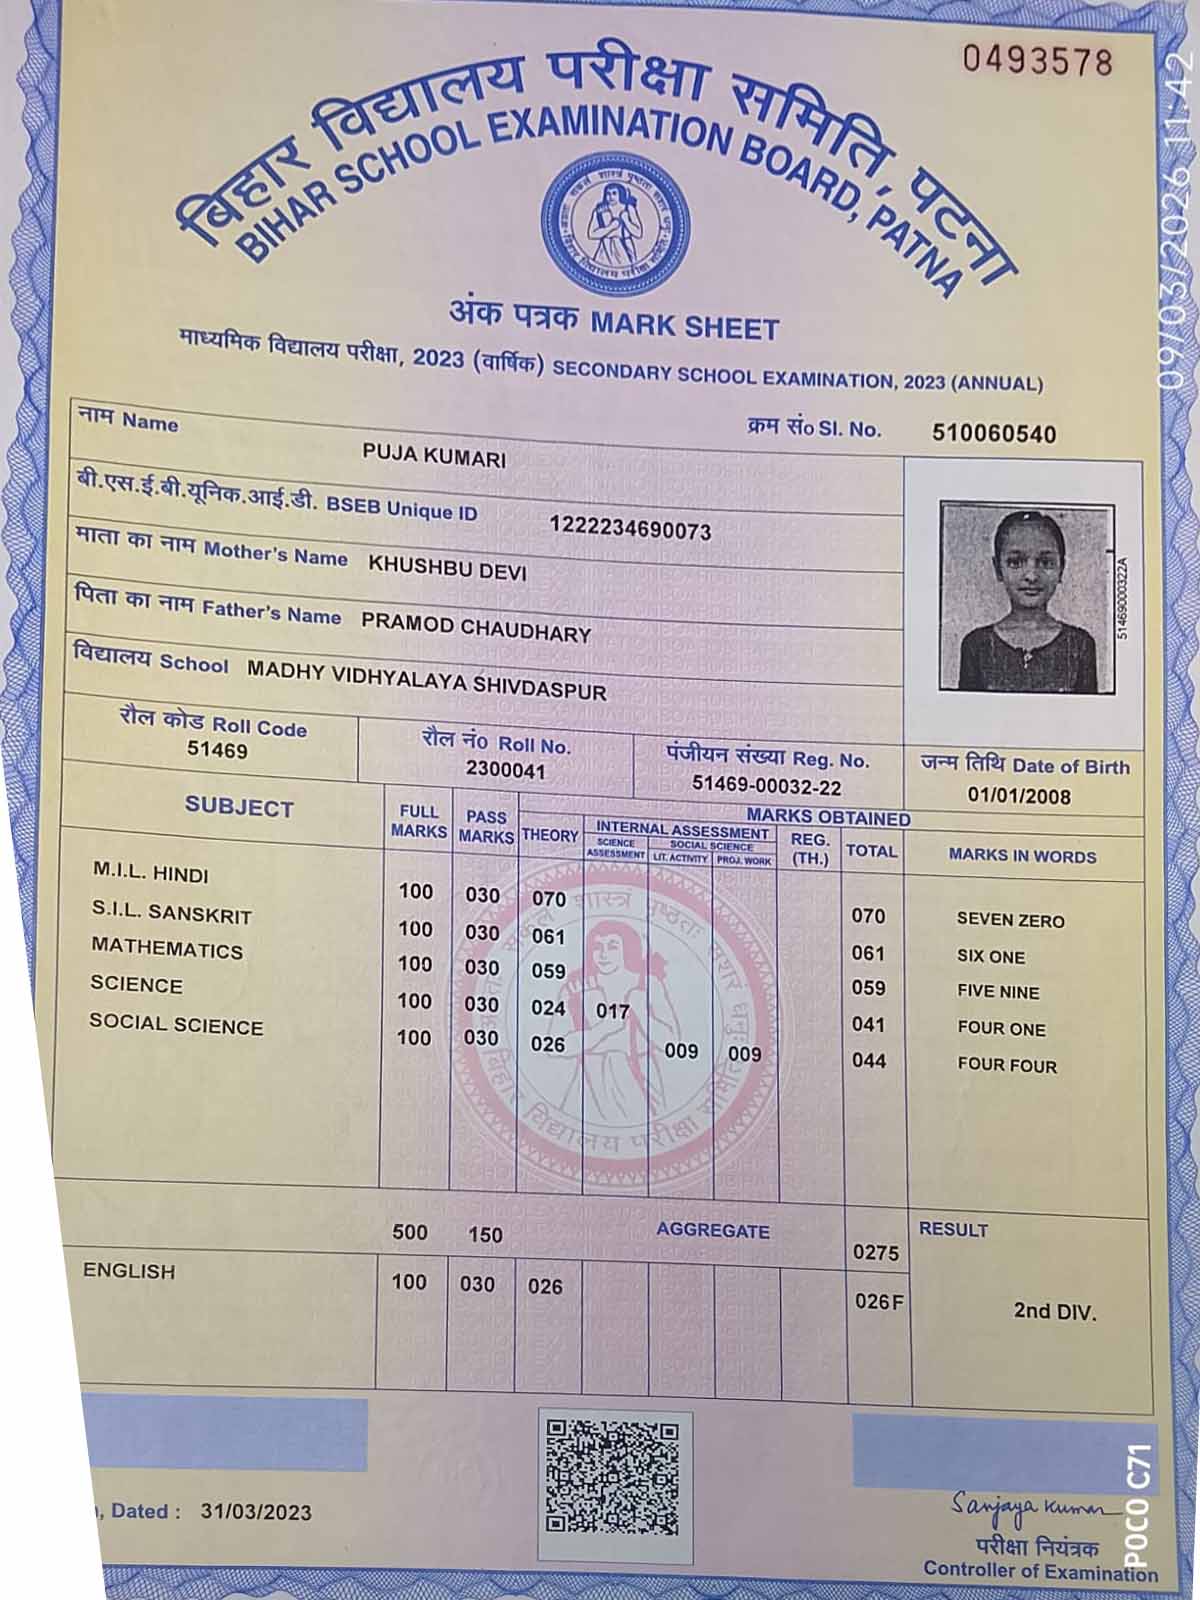 0493578
बिहार विद्यालय परीक्षा समिति, पटना
BIHAR SCHOOL EXAMINATION BOARD, PATNA
अंक पत्रक MARK SHEET
माध्यमिक विद्यालय परीक्षा, 2023 (वार्षिक) SECONDARY SCHOOL EXAMINATION, 2023 (ANNUAL)
नाम Name PUJA KUMARI क्रम सं० Sl. No. 510060540
बी.एस.ई.बी.यूनिक.आई.डी. BSEB Unique ID 1222234690073
माता का नाम Mother's Name KHUSHBU DEVI
पिता का नाम Father's Name PRAMOD CHAUDHARY
विद्यालय School MADHY VIDHYALAYA SHIVDASPUR
51469000322A
रौल कोड Roll Code रौल नं० Roll No. पंजीयन संख्या Reg. No. जन्म तिथि Date of Birth
51469 2300041 51469-00032-22 01/01/2008
SUBJECT FULL MARKS PASS MARKS MARKS OBTAINED
THEORY INTERNAL ASSESSMENT REG. (TH.) TOTAL MARKS IN WORDS
SCIENCE ASSESSMENT SOCIAL SCIENCE
LIT. ACTIVITY PROJ. WORK
M.I.L. HINDI 100 030 070 070 SEVEN ZERO
S.I.L. SANSKRIT 100 030 061 061 SIX ONE
MATHEMATICS 100 030 059 059 FIVE NINE
SCIENCE 100 030 024 017 041 FOUR ONE
SOCIAL SCIENCE 100 030 026 009 009 044 FOUR FOUR
500 150 AGGREGATE 0275 RESULT
ENGLISH 100 030 026 026F 2nd DIV.
, Dated : 31/03/2023
Sanjaya Kumar
परीक्षा नियंत्रक
Controller of Examination
09/03/2026 11:42
POCO C71